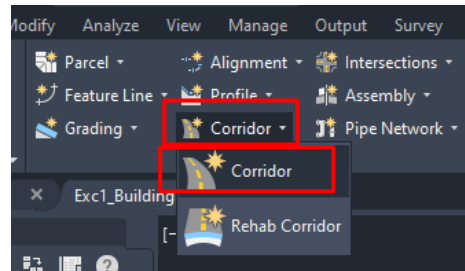 Modify Analyze View Manage Output Survey
Parcel Alignment Intersections
Feature Line Profile Assembly
Grading Corridor Pipe Network
Corridor
Exc1_Building
Rehab Corridor
[-